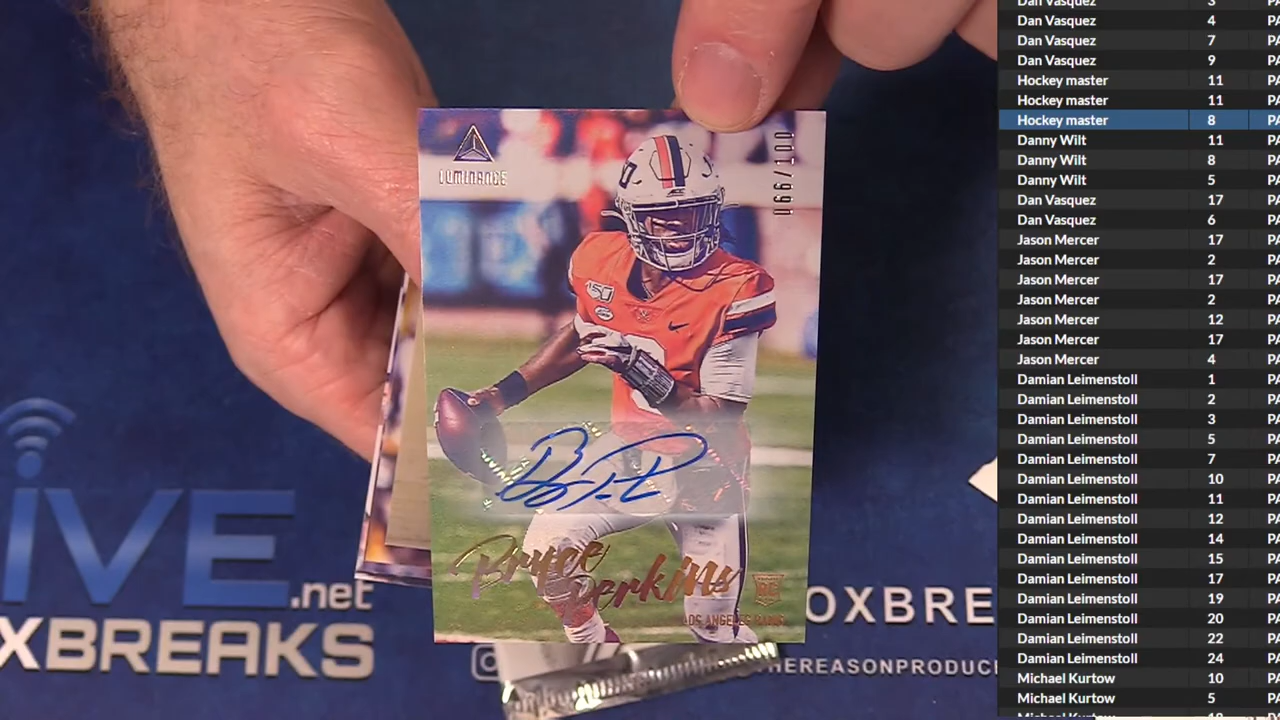 LUMINANCE
066/100
150
Bryce
Perkins
RC
LOS ANGELES RAMS
iVE
.net
XBREAKS
OXBRE
HEREASONPRODUC
Dan Vasquez 3
Dan Vasquez 4 PA
Dan Vasquez 7 PA
Dan Vasquez 9 PA
Hockey master 11 PA
Hockey master 11 PA
Hockey master 8 PA
Danny Wilt 11 PA
Danny Wilt 8 PA
Danny Wilt 5 PA
Dan Vasquez 17 PA
Dan Vasquez 6 PA
Jason Mercer 17 PA
Jason Mercer 2 PA
Jason Mercer 17 PA
Jason Mercer 2 PA
Jason Mercer 12 PA
Jason Mercer 17 PA
Jason Mercer 4 PA
Damian Leimenstoll 1 PA
Damian Leimenstoll 2 PA
Damian Leimenstoll 3 PA
Damian Leimenstoll 5 PA
Damian Leimenstoll 7 PA
Damian Leimenstoll 10 PA
Damian Leimenstoll 11 PA
Damian Leimenstoll 12 PA
Damian Leimenstoll 14 PA
Damian Leimenstoll 15 PA
Damian Leimenstoll 17 PA
Damian Leimenstoll 19 PA
Damian Leimenstoll 20 PA
Damian Leimenstoll 22 PA
Damian Leimenstoll 24 PA
Michael Kurtow 10 PA
Michael Kurtow 5 PA